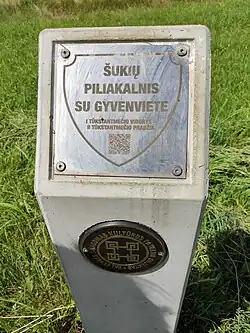 ŠUKIŲ
PILIAKALNIS
SU GYVENVIETE
I TŪKSTANTMEČIO VIDURYS
II TŪKSTANTMEČIO PRADŽIA